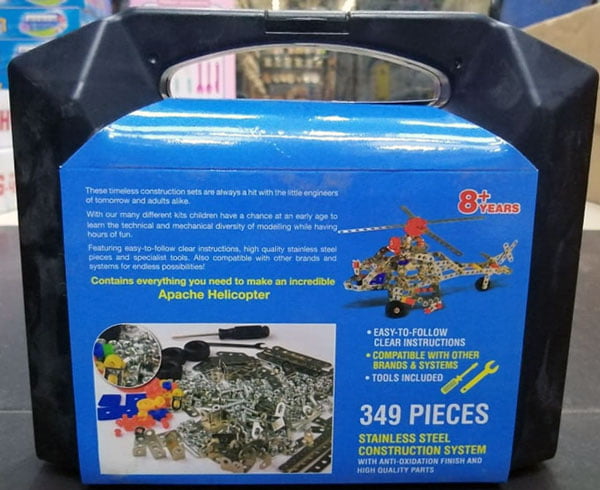 These timeless construction sets are always a hit with the little engineers
of tomorrow and adults alike.
With our many different kits children have a chance at an early age to
learn the technical and mechanical diversity of modelling while having
hours of fun.
Featuring easy-to-follow clear instructions, high quality stainless steel
pieces and specialist tools. Also compatible with other brands and
systems for endless possibilities!
Contains everything you need to make an incredible
Apache Helicopter
8+
YEARS
• EASY-TO-FOLLOW
CLEAR INSTRUCTIONS
• COMPATIBLE WITH OTHER
BRANDS & SYSTEMS
• TOOLS INCLUDED
349 PIECES
STAINLESS STEEL
CONSTRUCTION SYSTEM
WITH ANTI-OXIDATION FINISH AND
HIGH QUALITY PARTS